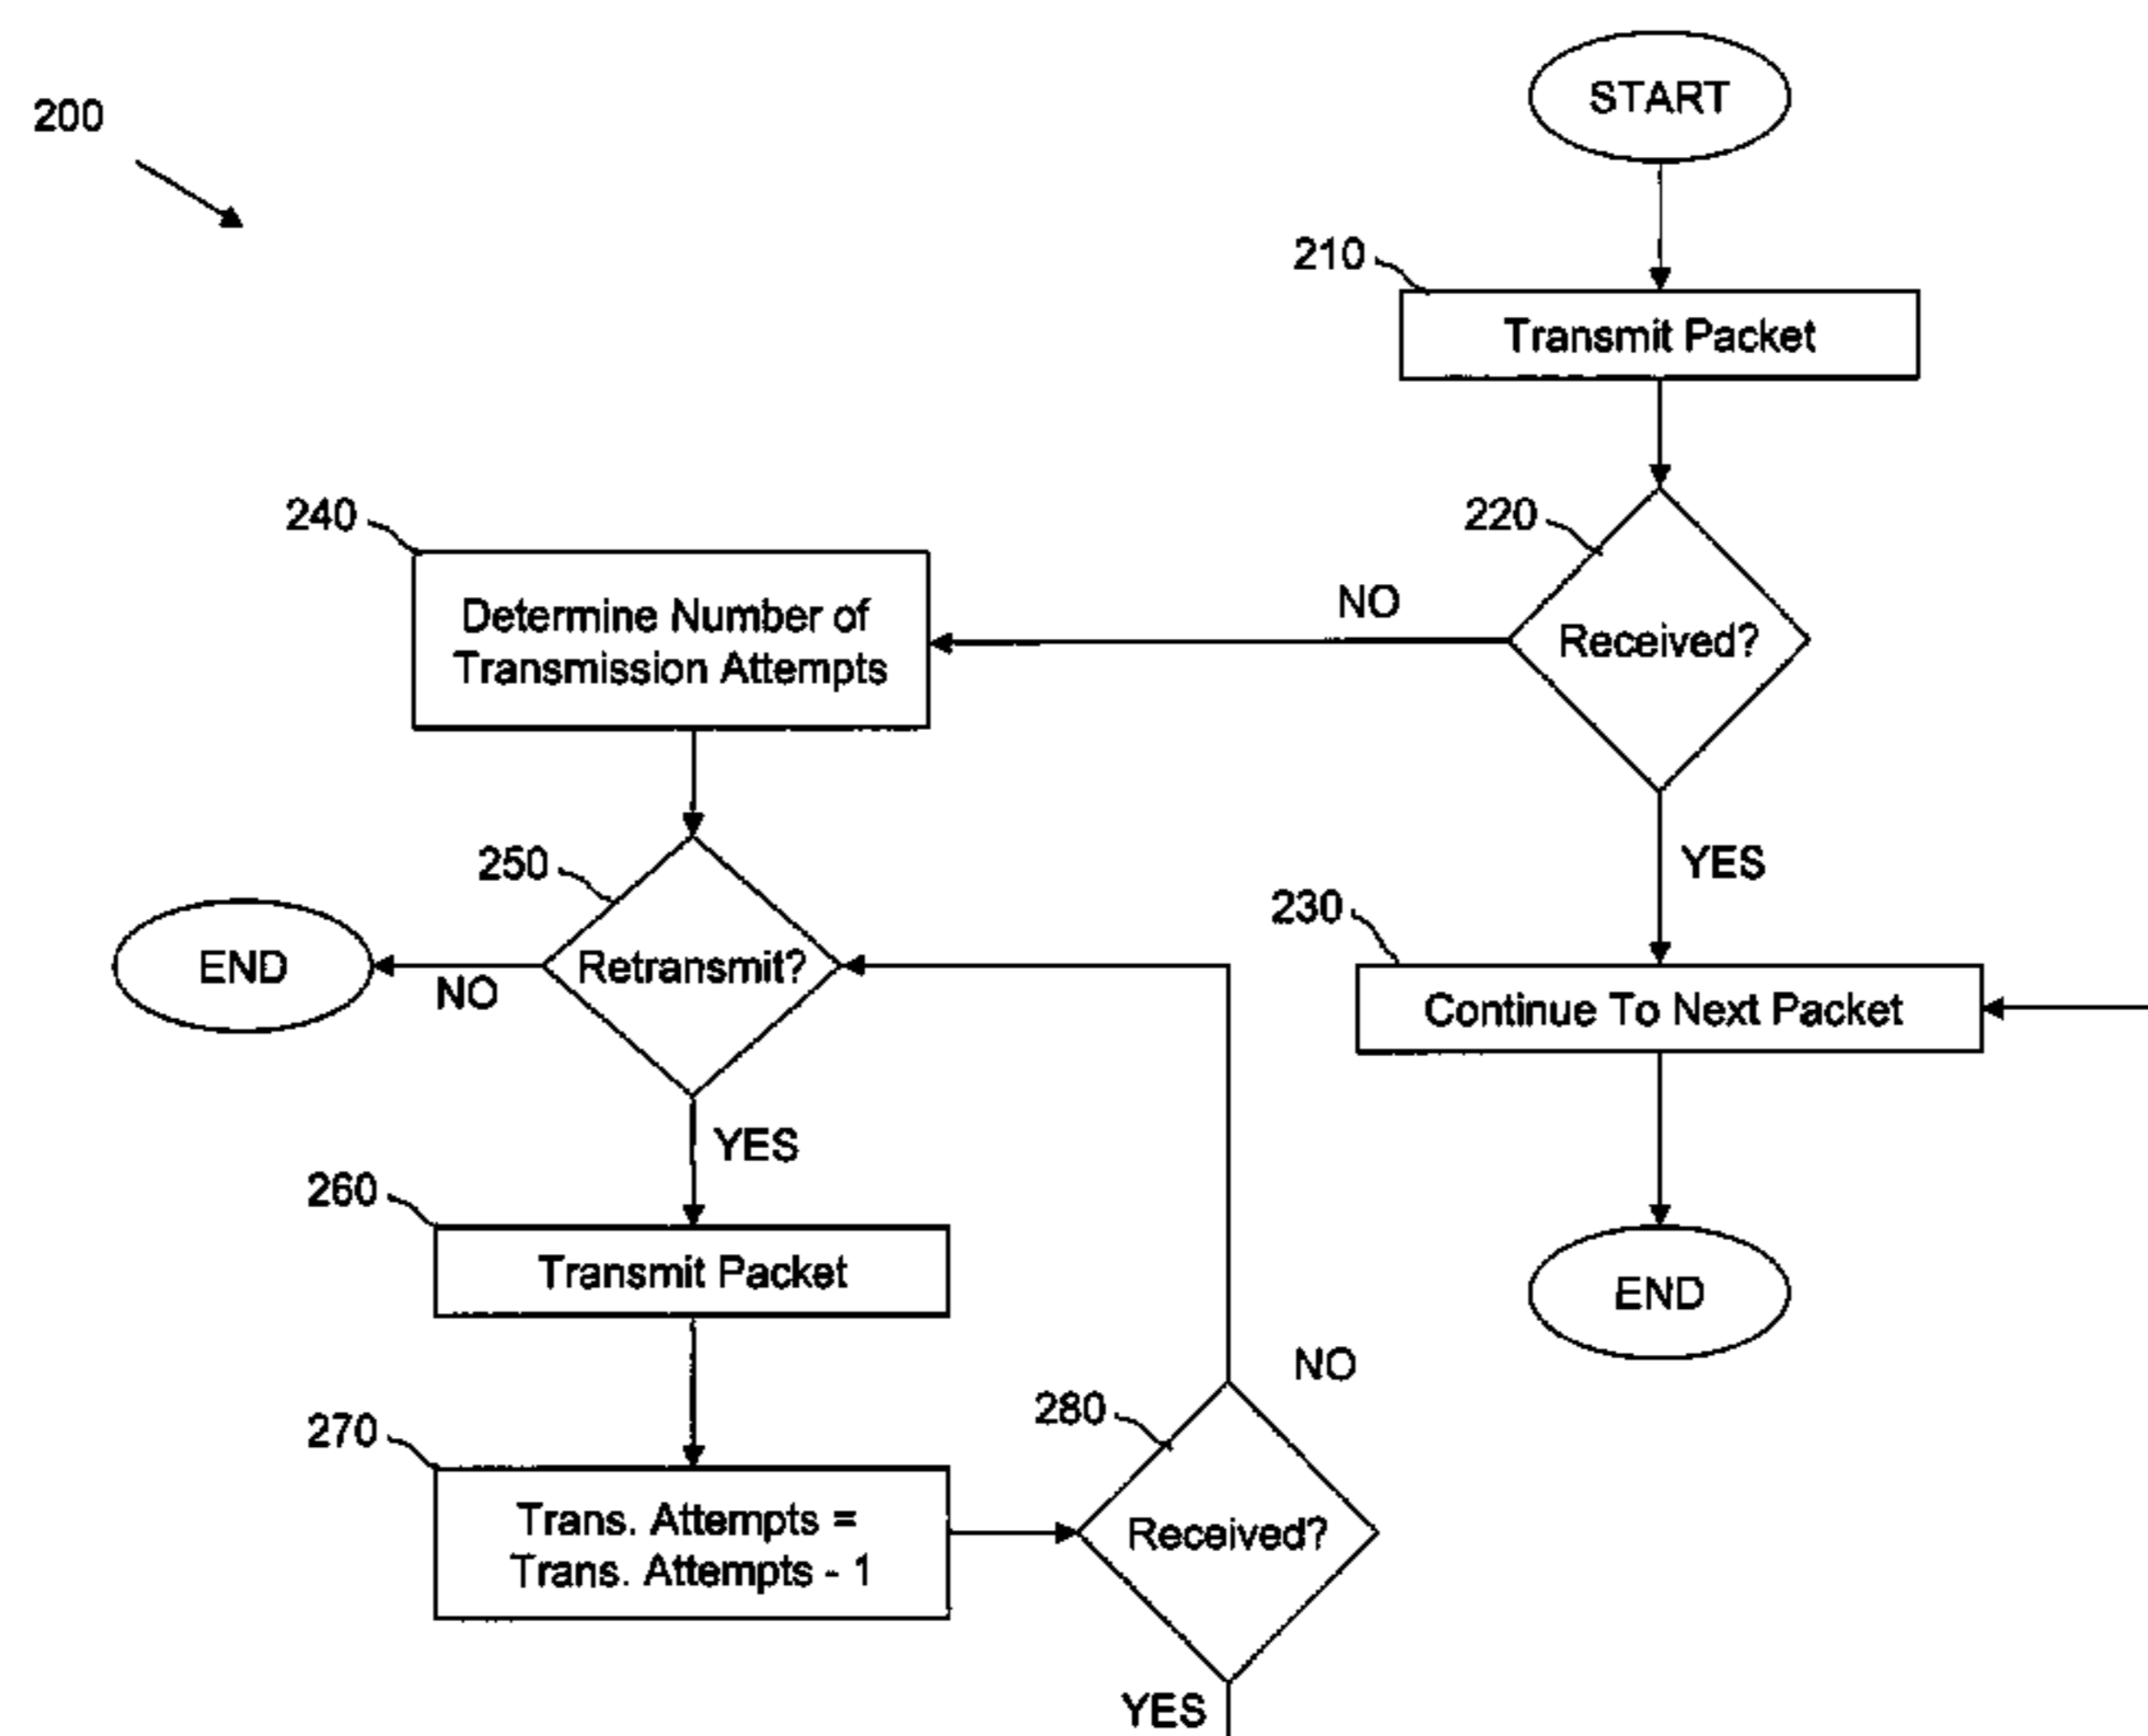 200
START
210
Transmit Packet
220
Received?
NO
YES
240
Determine Number of
Transmission Attempts
230
Continue To Next Packet
END
250
Retransmit?
NO
END
YES
260
Transmit Packet
270
Trans. Attempts =
Trans. Attempts - 1
280
Received?
NO
YES